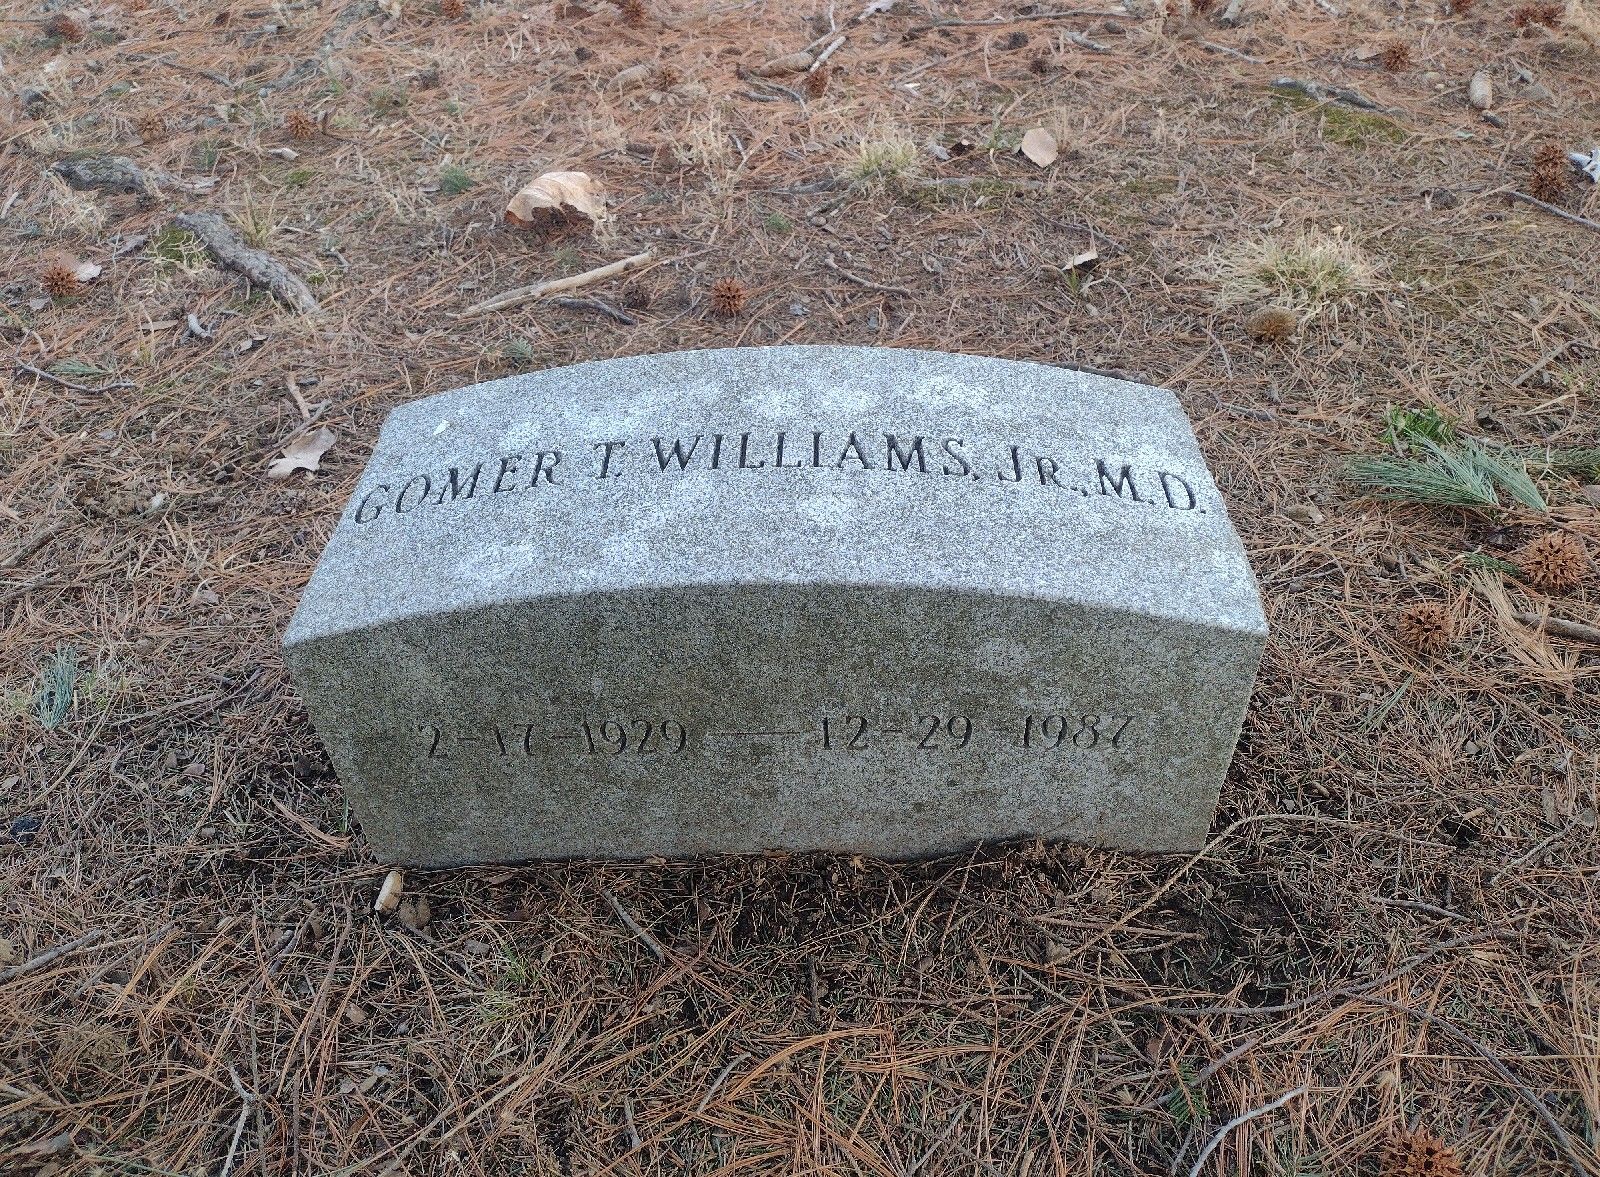 GOMER T. WILLIAMS, JR., M.D.
2-17-1929 — 12-29-1987